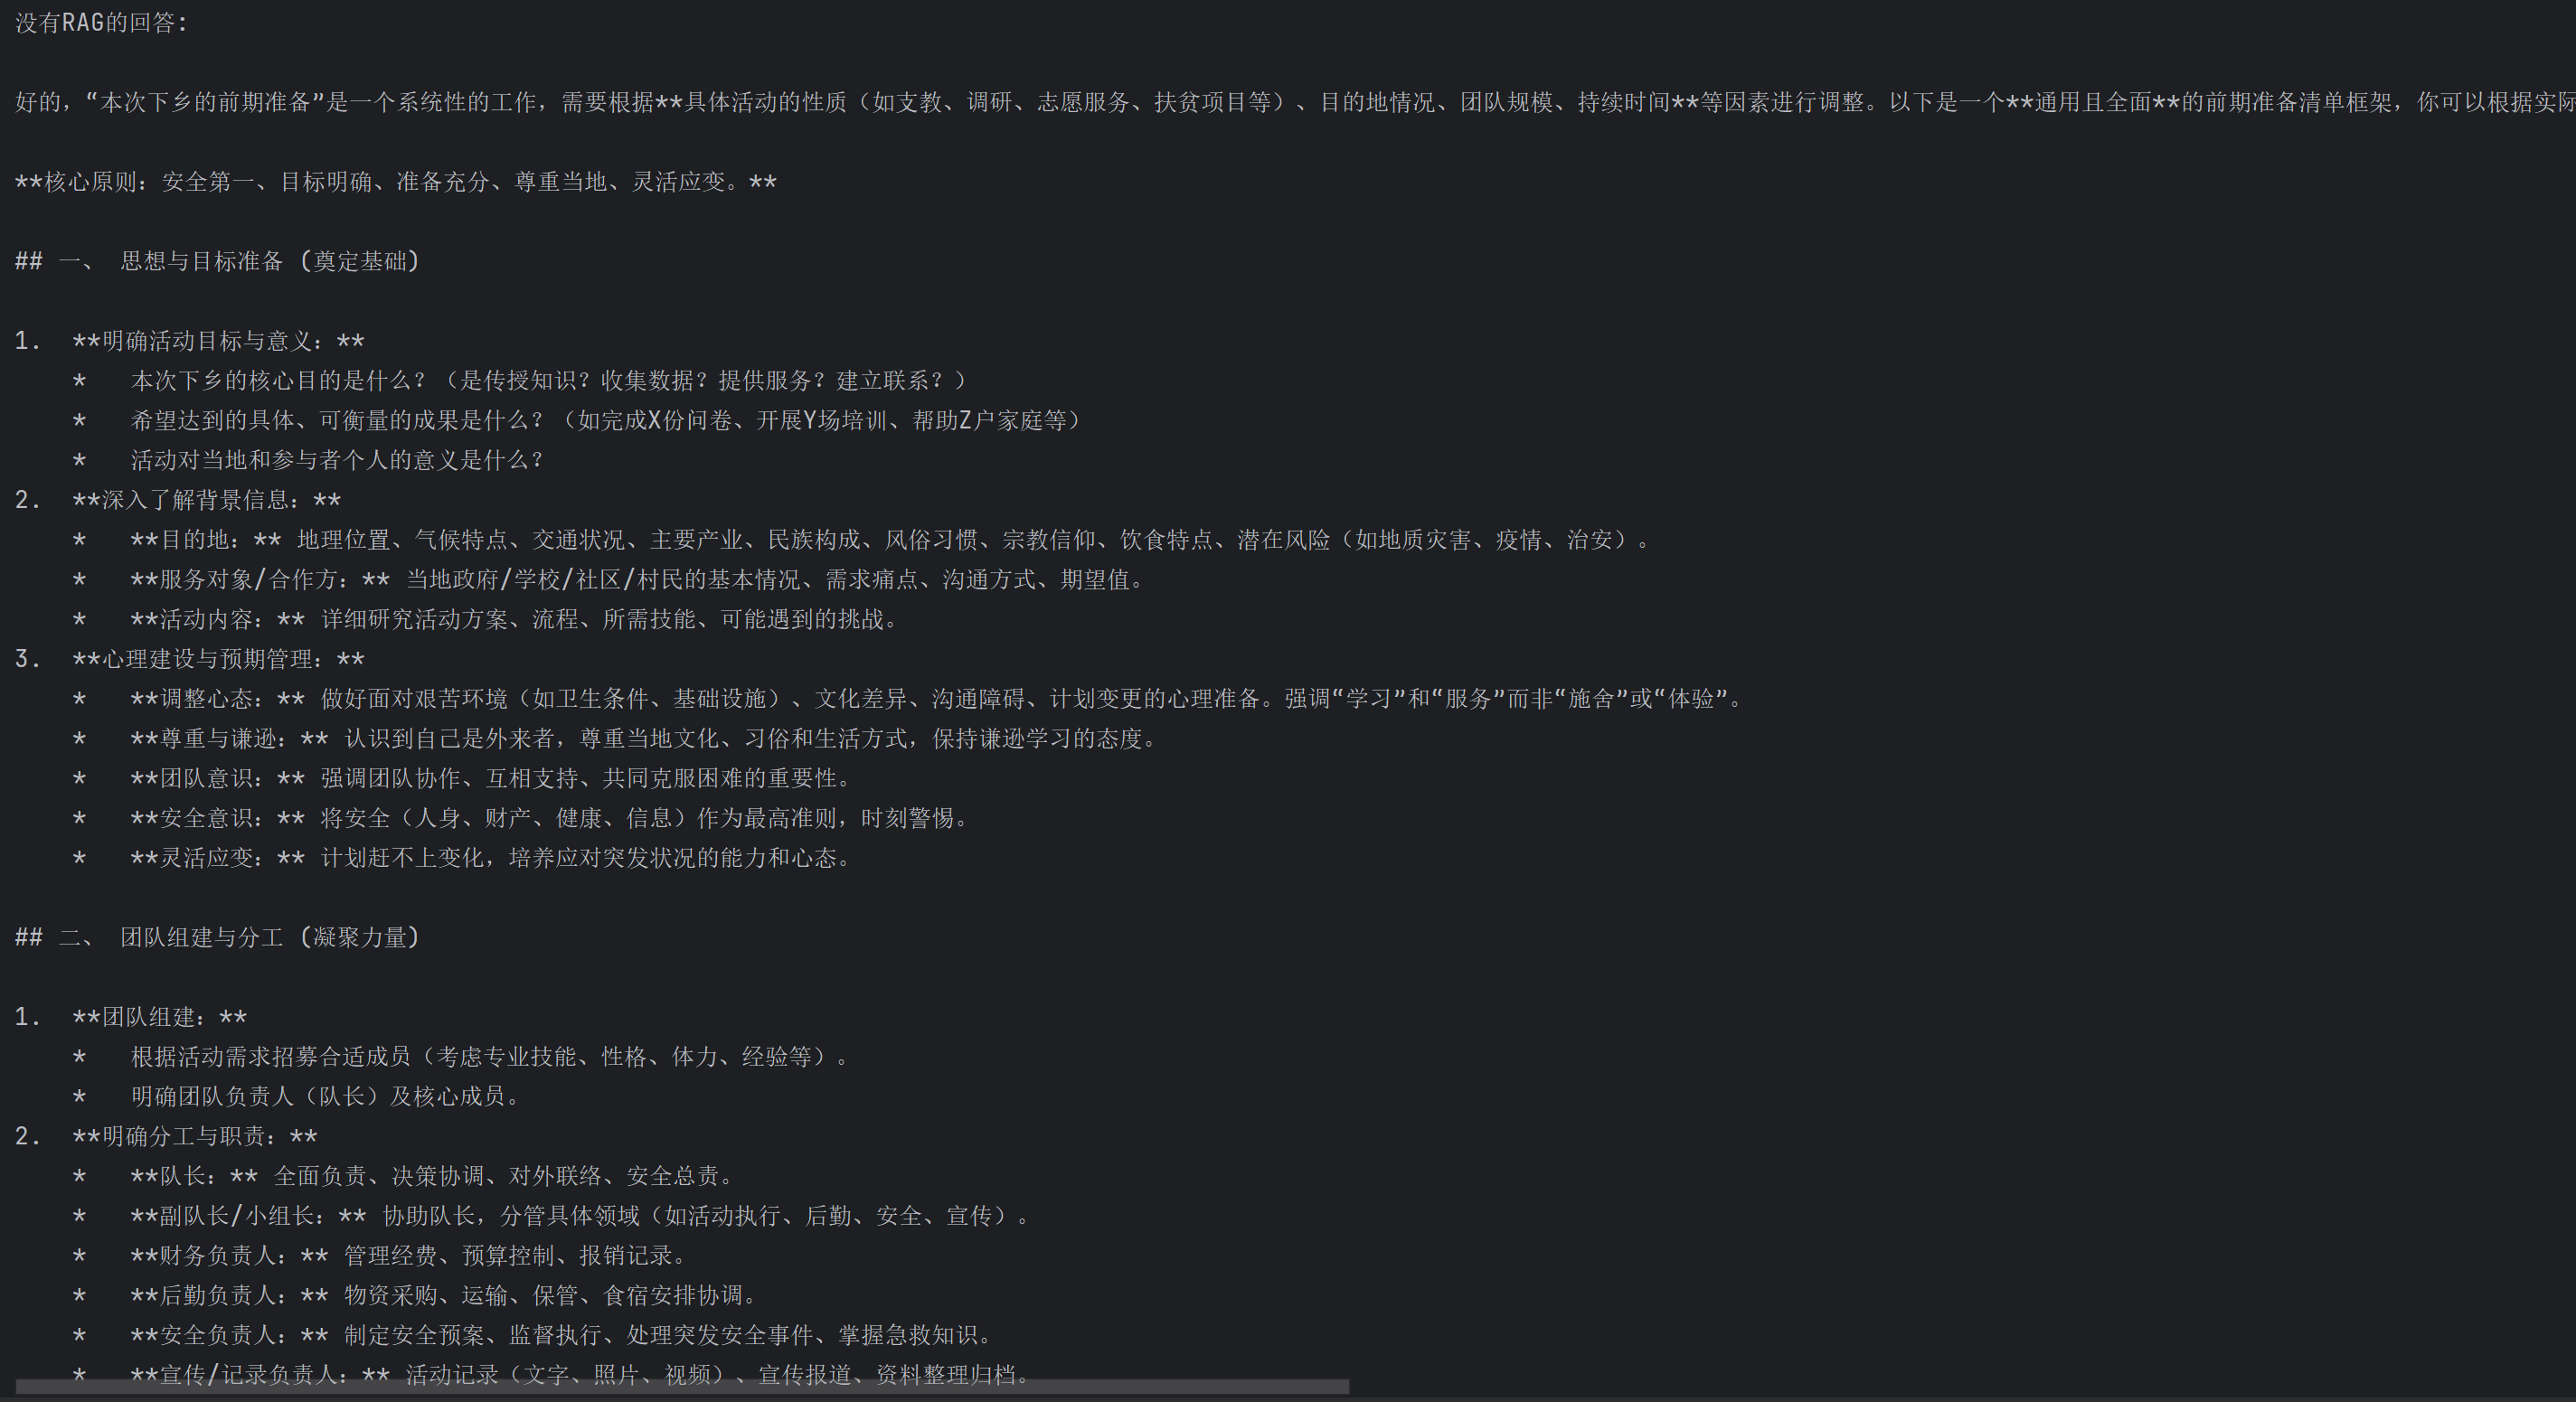 没有RAG的回答:
好的，“本次下乡的前期准备”是一个系统性的工作，需要根据**具体活动的性质（如支教、调研、志愿服务、扶贫项目等）、目的地情况、团队规模、持续时间**等因素进行调整。以下是一个**通用且全面**的前期准备清单框架，你可以根据实际
**核心原则：安全第一、目标明确、准备充分、尊重当地、灵活应变。**
## 一、 思想与目标准备 (奠定基础)
1. **明确活动目标与意义：**
* 本次下乡的核心目的是什么？（是传授知识？收集数据？提供服务？建立联系？）
* 希望达到的具体、可衡量的成果是什么？（如完成X份问卷、开展Y场培训、帮助Z户家庭等）
* 活动对当地和参与者个人的意义是什么？
2. **深入了解背景信息：**
* **目的地：** 地理位置、气候特点、交通状况、主要产业、民族构成、风俗习惯、宗教信仰、饮食特点、潜在风险（如地质灾害、疫情、治安）。
* **服务对象/合作方：** 当地政府/学校/社区/村民的基本情况、需求痛点、沟通方式、期望值。
* **活动内容：** 详细研究活动方案、流程、所需技能、可能遇到的挑战。
3. **心理建设与预期管理：**
* **调整心态：** 做好面对艰苦环境（如卫生条件、基础设施）、文化差异、沟通障碍、计划变更的心理准备。强调“学习”和“服务”而非“施舍”或“体验”。
* **尊重与谦逊：** 认识到自己是外来者，尊重当地文化、习俗和生活方式，保持谦逊学习的态度。
* **团队意识：** 强调团队协作、互相支持、共同克服困难的重要性。
* **安全意识：** 将安全（人身、财产、健康、信息）作为最高准则，时刻警惕。
* **灵活应变：** 计划赶不上变化，培养应对突发状况的能力和心态。
## 二、 团队组建与分工 (凝聚力量)
1. **团队组建：**
* 根据活动需求招募合适成员（考虑专业技能、性格、体力、经验等）。
* 明确团队负责人（队长）及核心成员。
2. **明确分工与职责：**
* **队长：** 全面负责、决策协调、对外联络、安全总责。
* **副队长/小组长：** 协助队长，分管具体领域（如活动执行、后勤、安全、宣传）。
* **财务负责人：** 管理经费、预算控制、报销记录。
* **后勤负责人：** 物资采购、运输、保管、食宿安排协调。
* **安全负责人：** 制定安全预案、监督执行、处理突发安全事件、掌握急救知识。
* **宣传/记录负责人：** 活动记录（文字、照片、视频）、宣传报道、资料整理归档。